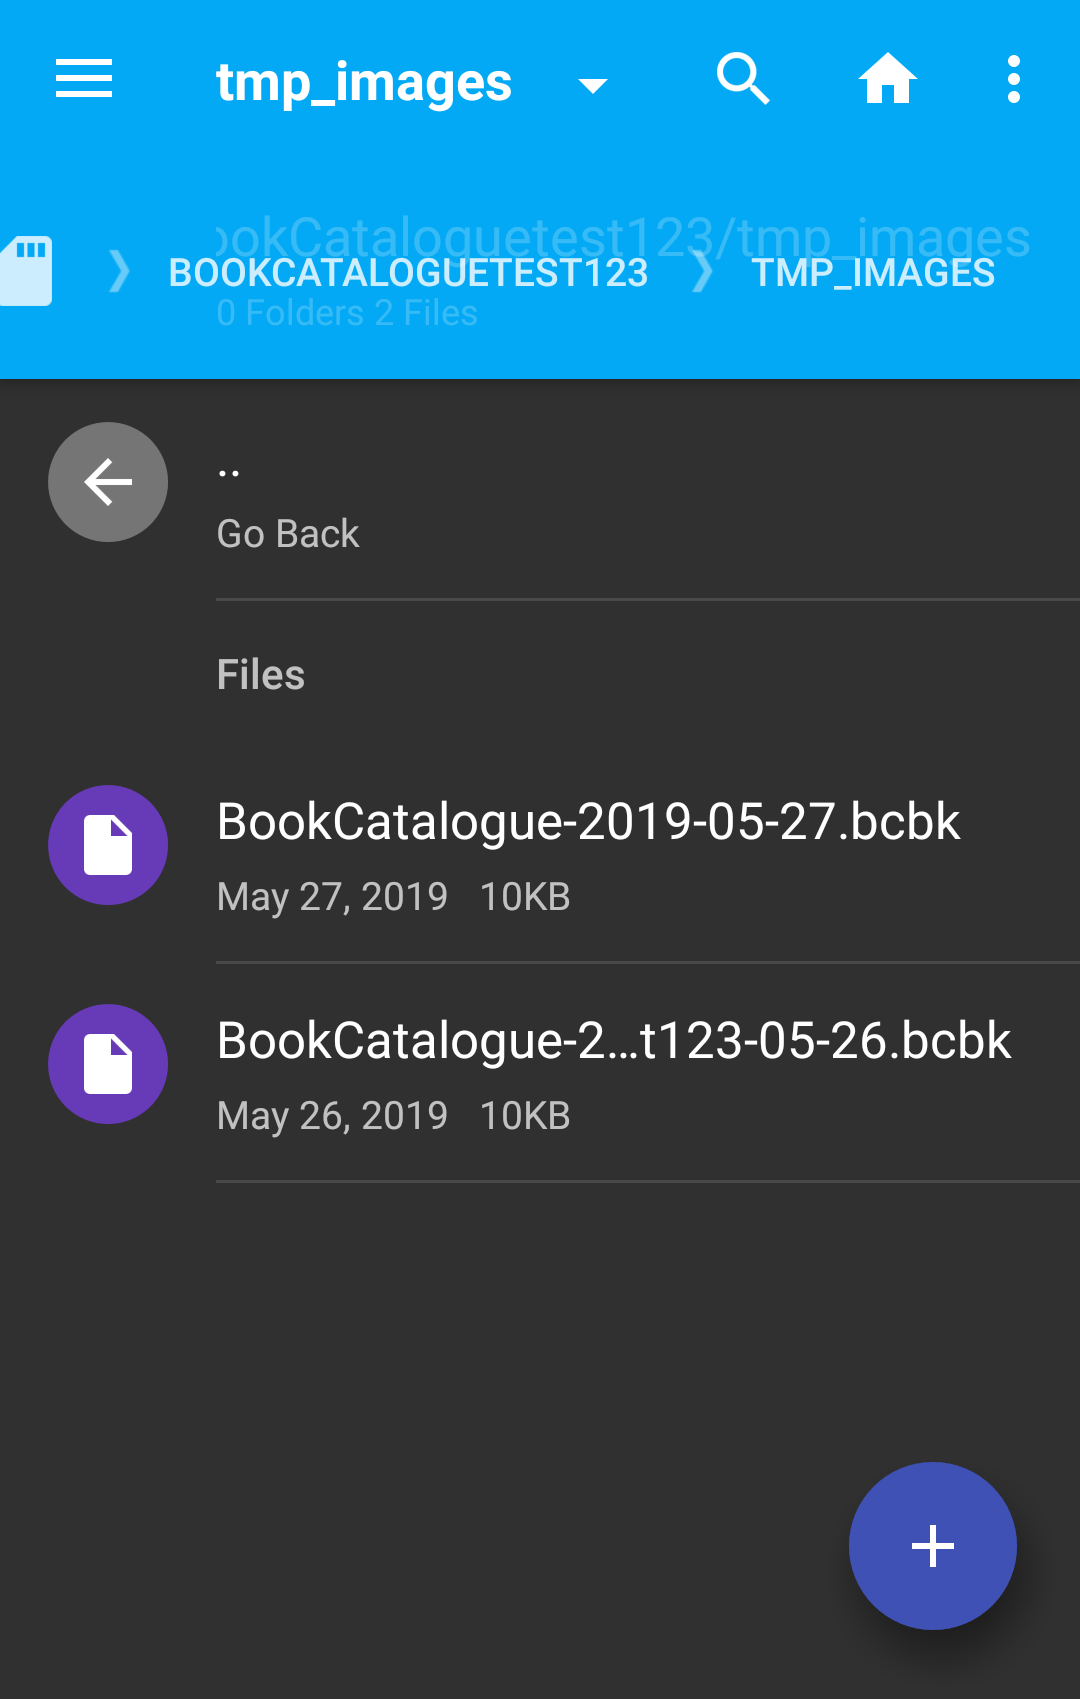 tmp_images
ookCataloguetest123/tmp_images
BOOKCATALOGUETEST123 ❯ TMP_IMAGES
0 Folders 2 Files
..
Go Back
Files
BookCatalogue-2019-05-27.bcbk
May 27, 2019 10KB
BookCatalogue-2...t123-05-26.bcbk
May 26, 2019 10KB